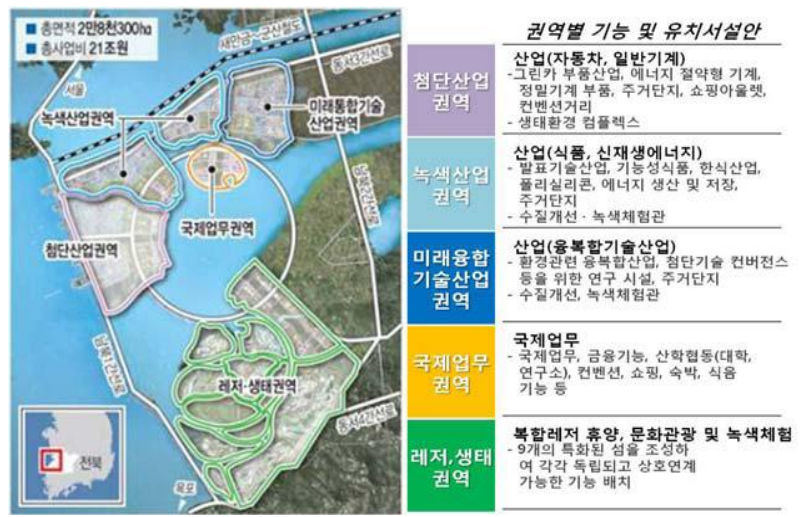 총면적 2만8천300ha
총사업비 21조원
새만금~군산철도
동서3간선로
서울
녹색산업권역
미래통합기술
산업권역
남북2간선로
국제업무권역
첨단산업권역
남북1간선로
레저·생태권역
동서4간선로
전북
목포
권역별 기능 및 유치서설안
첨단산업
권역
산업(자동차, 일반기계)
-그린카 부품산업, 에너지 절약형 기계,
정밀기계 부품, 주거단지, 쇼핑아울렛,
컨벤션거리
- 생태환경 컴플렉스
녹색산업
권역
산업(식품, 신재생에너지)
- 발표기술산업, 기능성식품, 한식산업,
폴리실리콘, 에너지 생산 및 저장,
주거단지
- 수질개선·녹색체험관
미래융합
기술산업
권역
산업(융복합기술산업)
- 환경관련 융복합산업, 첨단기술 컨버전스
등을 위한 연구 시설, 주거단지
- 수질개선, 녹색체험관
국제업무
권역
국제업무
- 국제업무, 금융기능, 산학협동(대학,
연구소), 컨벤션, 쇼핑, 숙박, 식음
기능 등
레저,생태
권역
복합레저 휴양, 문화관광 및 녹색체험
- 9개의 특화된 섬을 조성하
여 각각 독립되고 상호연계
가능한 기능 배치